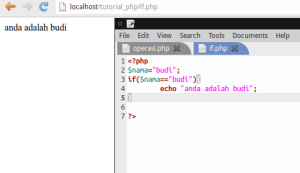 localhost/tutorial_php/if.php
anda adalah budi
File Edit View Search Tools Documents Help
operasi.php if.php
1 <?php
2 $nama="budi";
3 if($nama=="budi"){
4 echo "anda adalah budi";
5 }
6
7 ?>